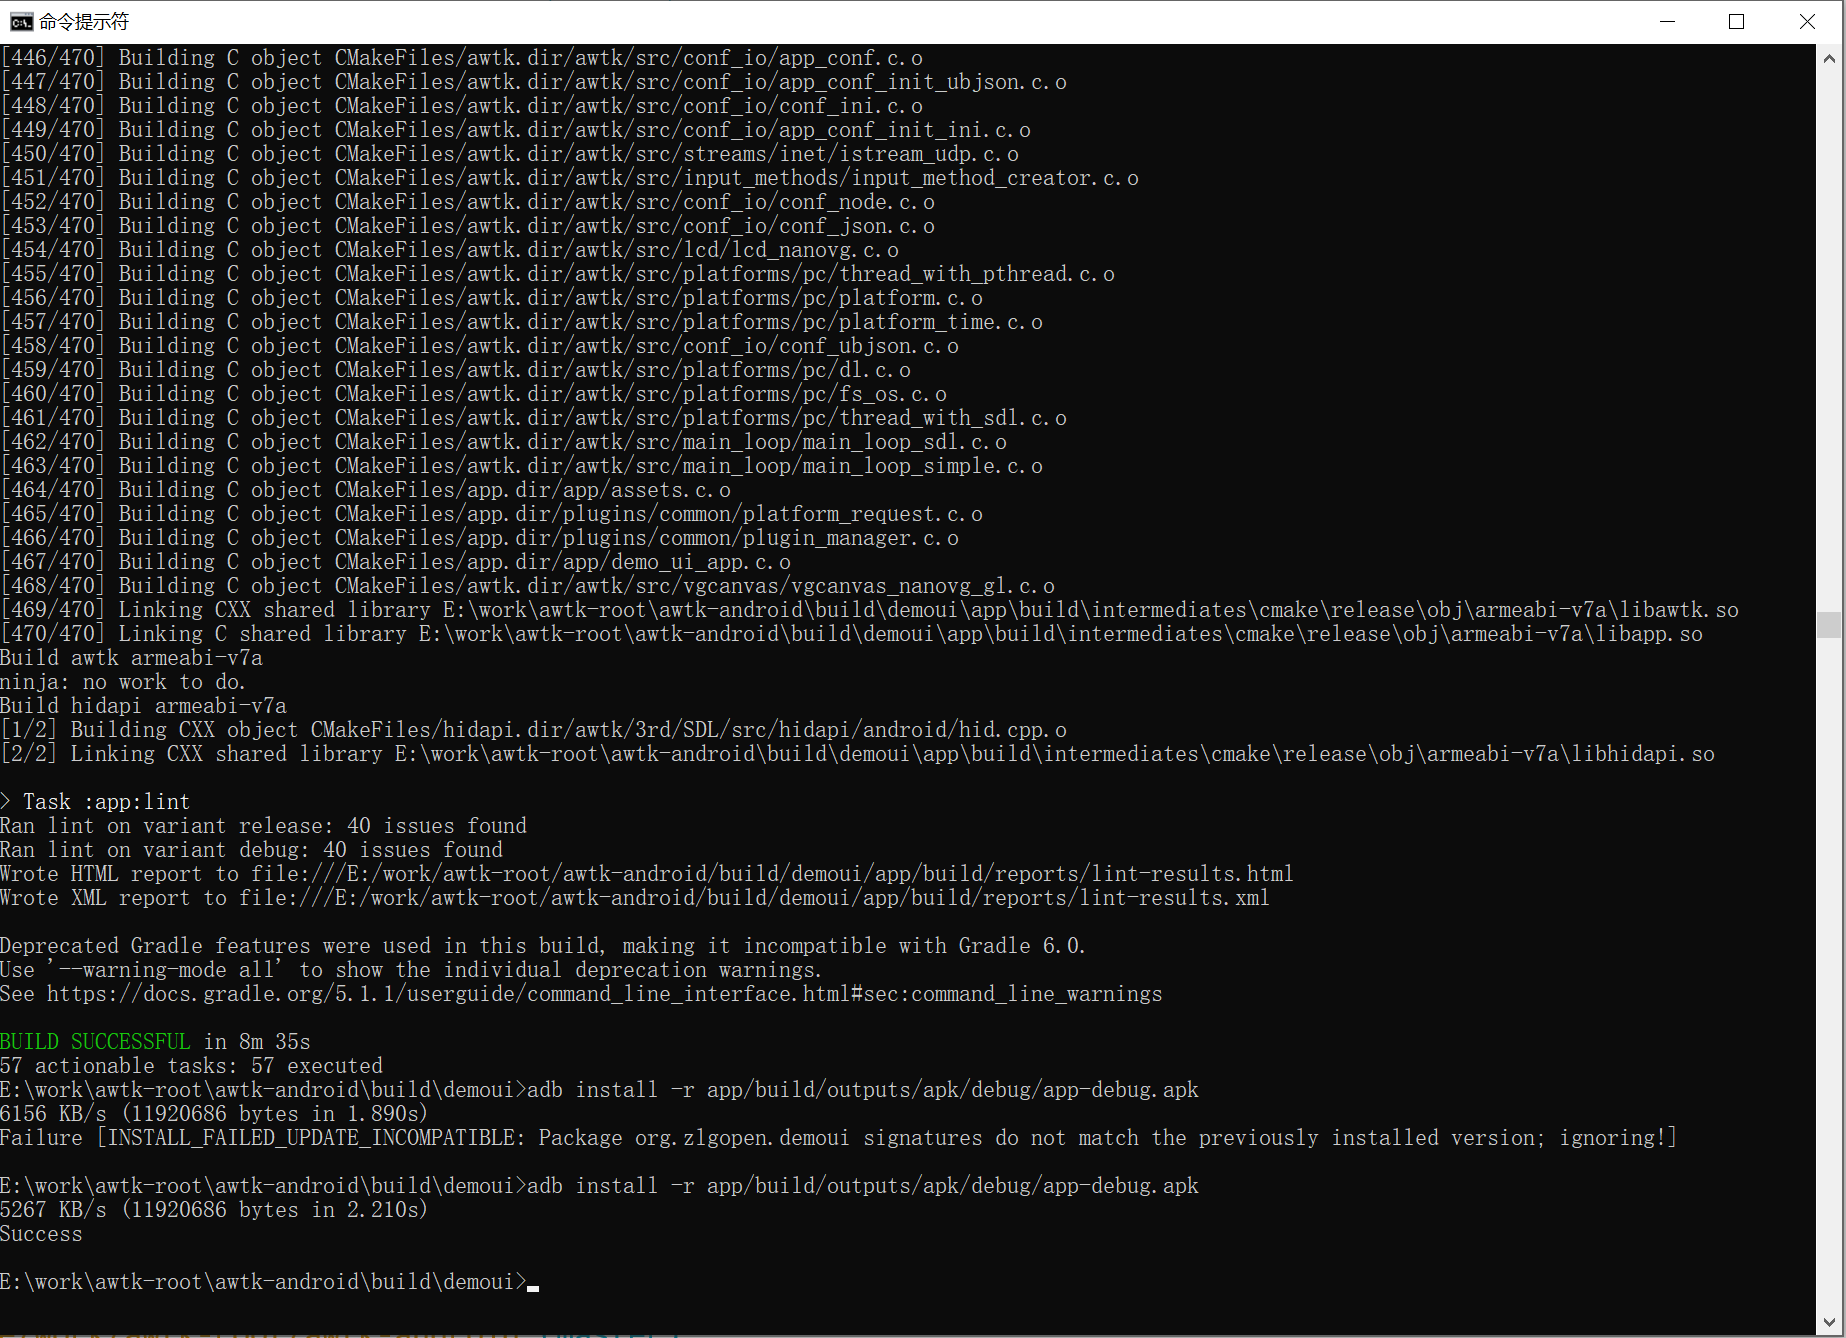 命令提示符
[446/470] Building C object CMakeFiles/awtk.dir/awtk/src/conf_io/app_conf.c.o
[447/470] Building C object CMakeFiles/awtk.dir/awtk/src/conf_io/app_conf_init_ubjson.c.o
[448/470] Building C object CMakeFiles/awtk.dir/awtk/src/conf_io/conf_ini.c.o
[449/470] Building C object CMakeFiles/awtk.dir/awtk/src/conf_io/app_conf_init_ini.c.o
[450/470] Building C object CMakeFiles/awtk.dir/awtk/src/streams/inet/istream_udp.c.o
[451/470] Building C object CMakeFiles/awtk.dir/awtk/src/input_methods/input_method_creator.c.o
[452/470] Building C object CMakeFiles/awtk.dir/awtk/src/conf_io/conf_node.c.o
[453/470] Building C object CMakeFiles/awtk.dir/awtk/src/conf_io/conf_json.c.o
[454/470] Building C object CMakeFiles/awtk.dir/awtk/src/lcd/lcd_nanovg.c.o
[455/470] Building C object CMakeFiles/awtk.dir/awtk/src/platforms/pc/thread_with_pthread.c.o
[456/470] Building C object CMakeFiles/awtk.dir/awtk/src/platforms/pc/platform.c.o
[457/470] Building C object CMakeFiles/awtk.dir/awtk/src/platforms/pc/platform_time.c.o
[458/470] Building C object CMakeFiles/awtk.dir/awtk/src/conf_io/conf_ubjson.c.o
[459/470] Building C object CMakeFiles/awtk.dir/awtk/src/platforms/pc/dl.c.o
[460/470] Building C object CMakeFiles/awtk.dir/awtk/src/platforms/pc/fs_os.c.o
[461/470] Building C object CMakeFiles/awtk.dir/awtk/src/platforms/pc/thread_with_sdl.c.o
[462/470] Building C object CMakeFiles/awtk.dir/awtk/src/main_loop/main_loop_sdl.c.o
[463/470] Building C object CMakeFiles/awtk.dir/awtk/src/main_loop/main_loop_simple.c.o
[464/470] Building C object CMakeFiles/app.dir/app/assets.c.o
[465/470] Building C object CMakeFiles/app.dir/plugins/common/platform_request.c.o
[466/470] Building C object CMakeFiles/app.dir/plugins/common/plugin_manager.c.o
[467/470] Building C object CMakeFiles/app.dir/app/demo_ui_app.c.o
[468/470] Building C object CMakeFiles/awtk.dir/awtk/src/vgcanvas/vgcanvas_nanovg_gl.c.o
[469/470] Linking CXX shared library E:\work\awtk-root\awtk-android\build\demoui\app\build\intermediates\cmake\release\obj\armeabi-v7a\libawtk.so
[470/470] Linking C shared library E:\work\awtk-root\awtk-android\build\demoui\app\build\intermediates\cmake\release\obj\armeabi-v7a\libapp.so
Build awtk armeabi-v7a
ninja: no work to do.
Build hidapi armeabi-v7a
[1/2] Building CXX object CMakeFiles/hidapi.dir/awtk/3rd/SDL/src/hidapi/android/hid.cpp.o
[2/2] Linking CXX shared library E:\work\awtk-root\awtk-android\build\demoui\app\build\intermediates\cmake\release\obj\armeabi-v7a\libhidapi.so
> Task :app:lint
Ran lint on variant release: 40 issues found
Ran lint on variant debug: 40 issues found
Wrote HTML report to file:///E:/work/awtk-root/awtk-android/build/demoui/app/build/reports/lint-results.html
Wrote XML report to file:///E:/work/awtk-root/awtk-android/build/demoui/app/build/reports/lint-results.xml
Deprecated Gradle features were used in this build, making it incompatible with Gradle 6.0.
Use '--warning-mode all' to show the individual deprecation warnings.
See https://docs.gradle.org/5.1.1/userguide/command_line_interface.html#sec:command_line_warnings
BUILD SUCCESSFUL in 8m 35s
57 actionable tasks: 57 executed
E:\work\awtk-root\awtk-android\build\demoui>adb install -r app/build/outputs/apk/debug/app-debug.apk
6156 KB/s (11920686 bytes in 1.890s)
Failure [INSTALL_FAILED_UPDATE_INCOMPATIBLE: Package org.zlgopen.demoui signatures do not match the previously installed version; ignoring!]
E:\work\awtk-root\awtk-android\build\demoui>adb install -r app/build/outputs/apk/debug/app-debug.apk
5267 KB/s (11920686 bytes in 2.210s)
Success
E:\work\awtk-root\awtk-android\build\demoui>